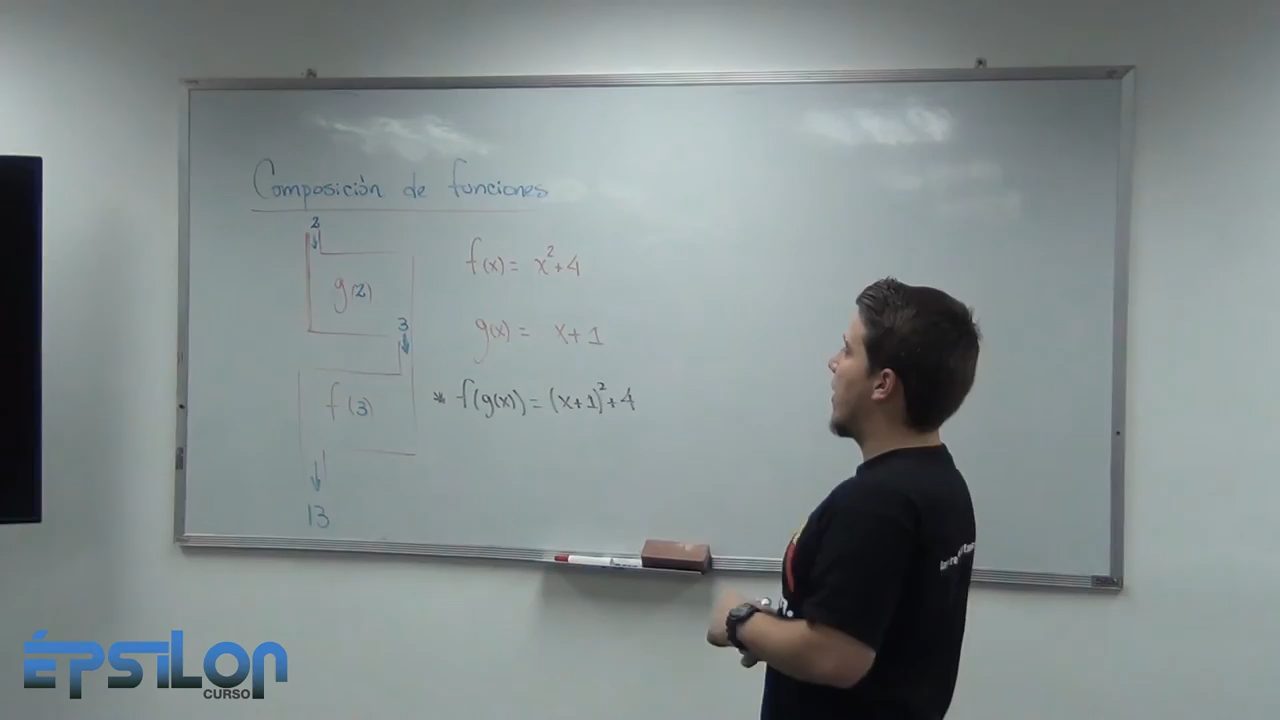 Composición de funciones
2
g(2)
3
f(3)
13
f(x) = x²+4
g(x) = x+1
* f(g(x)) = (x+1)²+4
ÉPSILON
CURSO